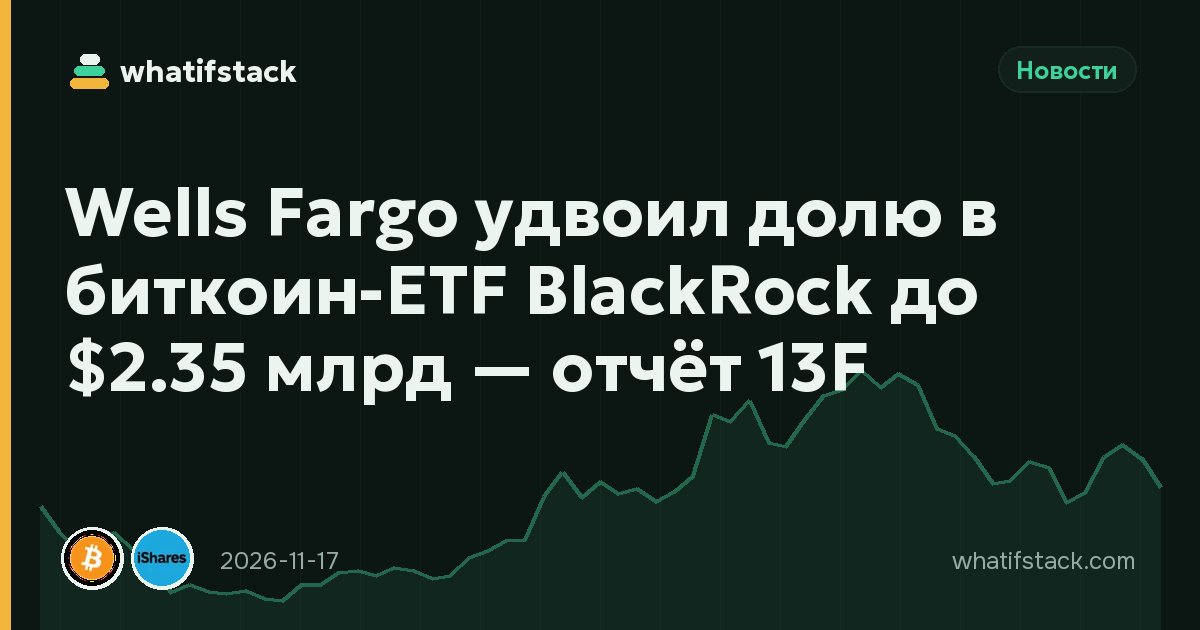 whatifstack
Новости
Wells Fargo удвоил долю в
биткоин-ETF BlackRock до
$2.35 млрд — отчёт 13F
iShares
2026-11-17
whatifstack.com